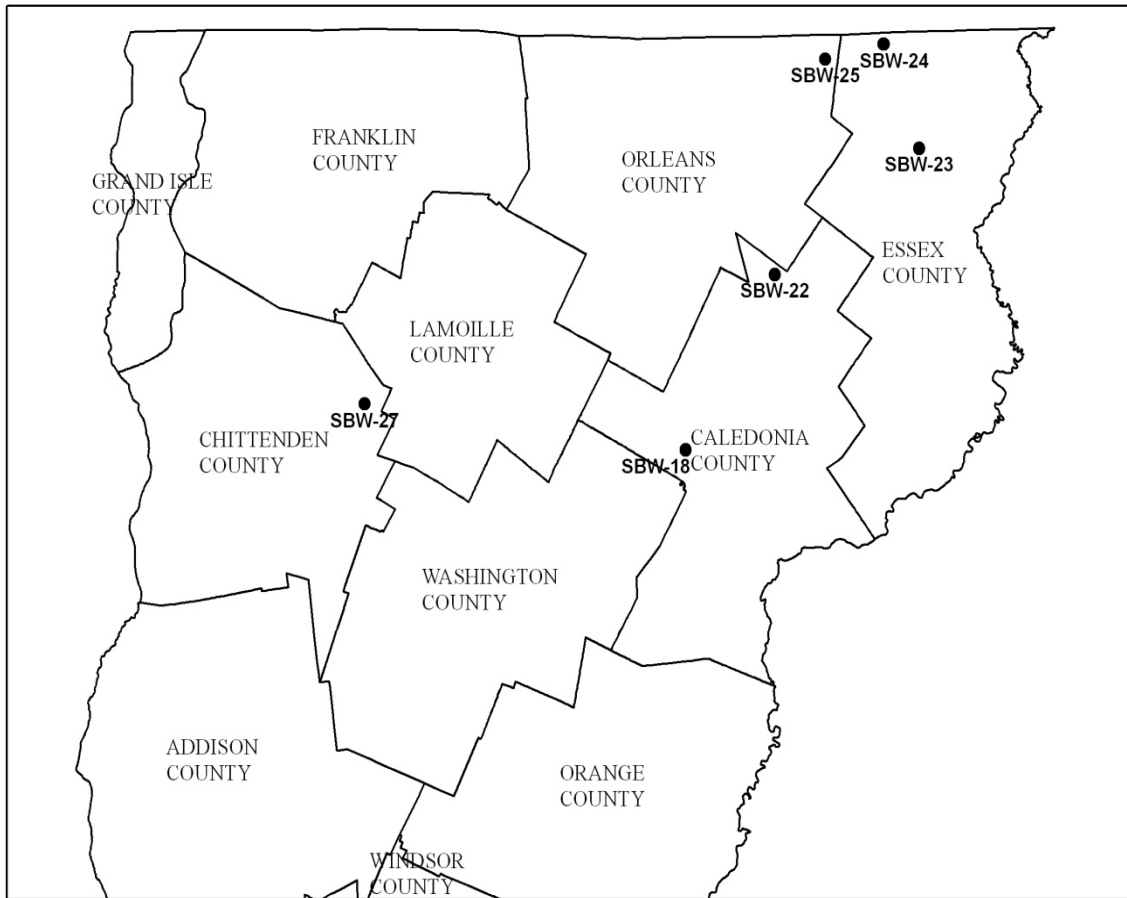 SBW-24
SBW-25
FRANKLIN
COUNTY
SBW-23
ORLEANS
COUNTY
GRAND ISLE
COUNTY
ESSEX
COUNTY
SBW-22
LAMOILLE
COUNTY
SBW-27
CHITTENDEN
COUNTY
CALEDONIA
COUNTY
SBW-18
WASHINGTON
COUNTY
ADDISON
COUNTY
ORANGE
COUNTY
WINDSOR
COUNTY